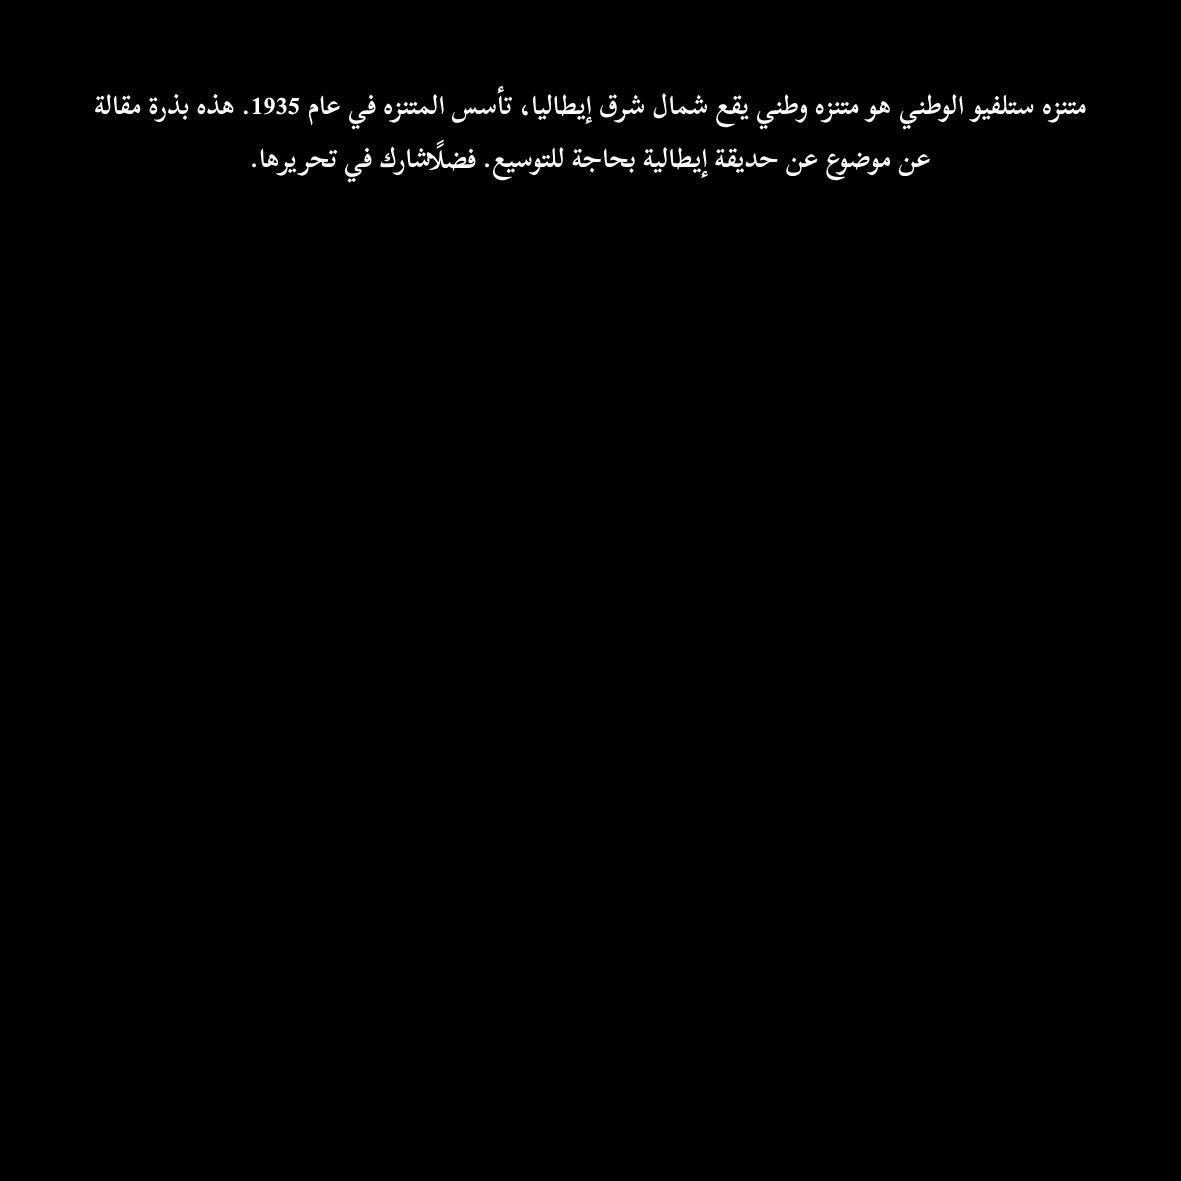 متنزه ستلفيو الوطني هو متنزه وطني يقع شمال شرق إيطاليا، تأسس المتنزه في عام 1935. هذه بذرة مقالة
عن موضوع عن حديقة إيطالية بحاجة للتوسيع. فضلًاشارك في تحريرها.